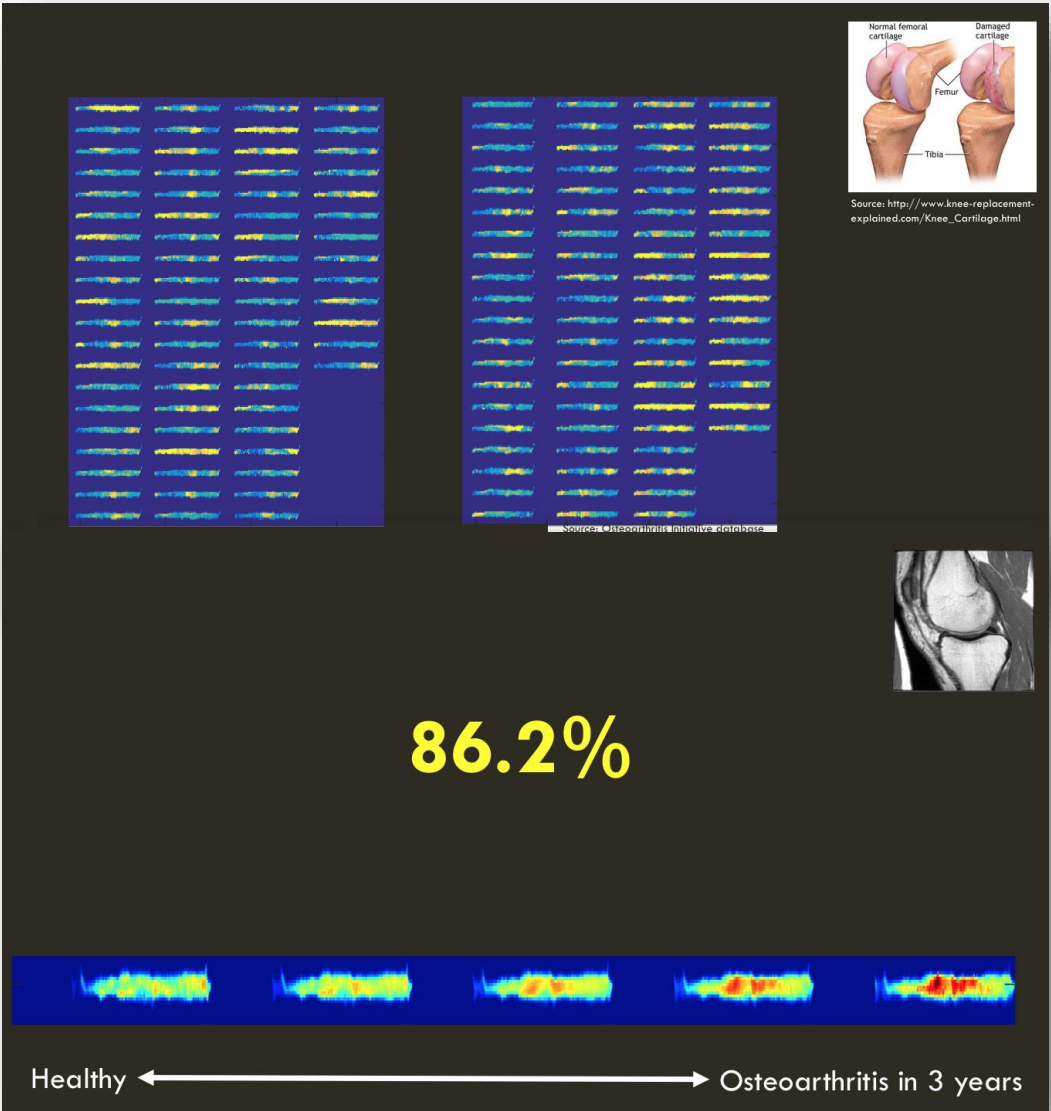 Normal femoral
cartilage
Damaged
cartilage
Femur
Tibia
Source: http://www.knee-replacement-
explained.com/Knee_Cartilage.html
Source: Osteoarthritis Initiative database
86.2%
Healthy
Osteoarthritis in 3 years